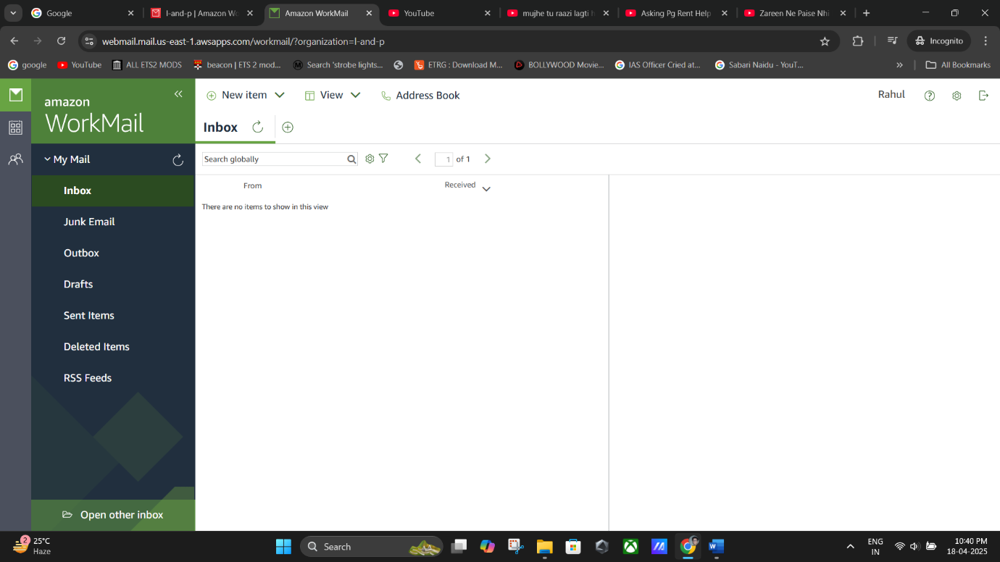 Google
l-and-p | Amazon Wo
Amazon WorkMail
YouTube
mujhe tu raazi lagti h
Asking Pg Rent Help
Zareen Ne Paise Nhi
webmail.mail.us-east-1.awsapps.com/workmail/?organization=l-and-p
Incognito
google
YouTube
ALL ETS2 MODS
beacon | ETS 2 mod...
Search 'strobe lights...
ETRG : Download M...
BOLLYWOOD Movie...
IAS Officer Cried at...
Sabari Naidu - YouT...
All Bookmarks
amazon
WorkMail
New item
View
Address Book
Rahul
Inbox
My Mail
Search globally
1 of 1
Inbox
From
Received
There are no items to show in this view
Junk Email
Outbox
Drafts
Sent Items
Deleted Items
RSS Feeds
Open other inbox
2
25°C
Haze
Search
ENG
IN
10:40 PM
18-04-2025